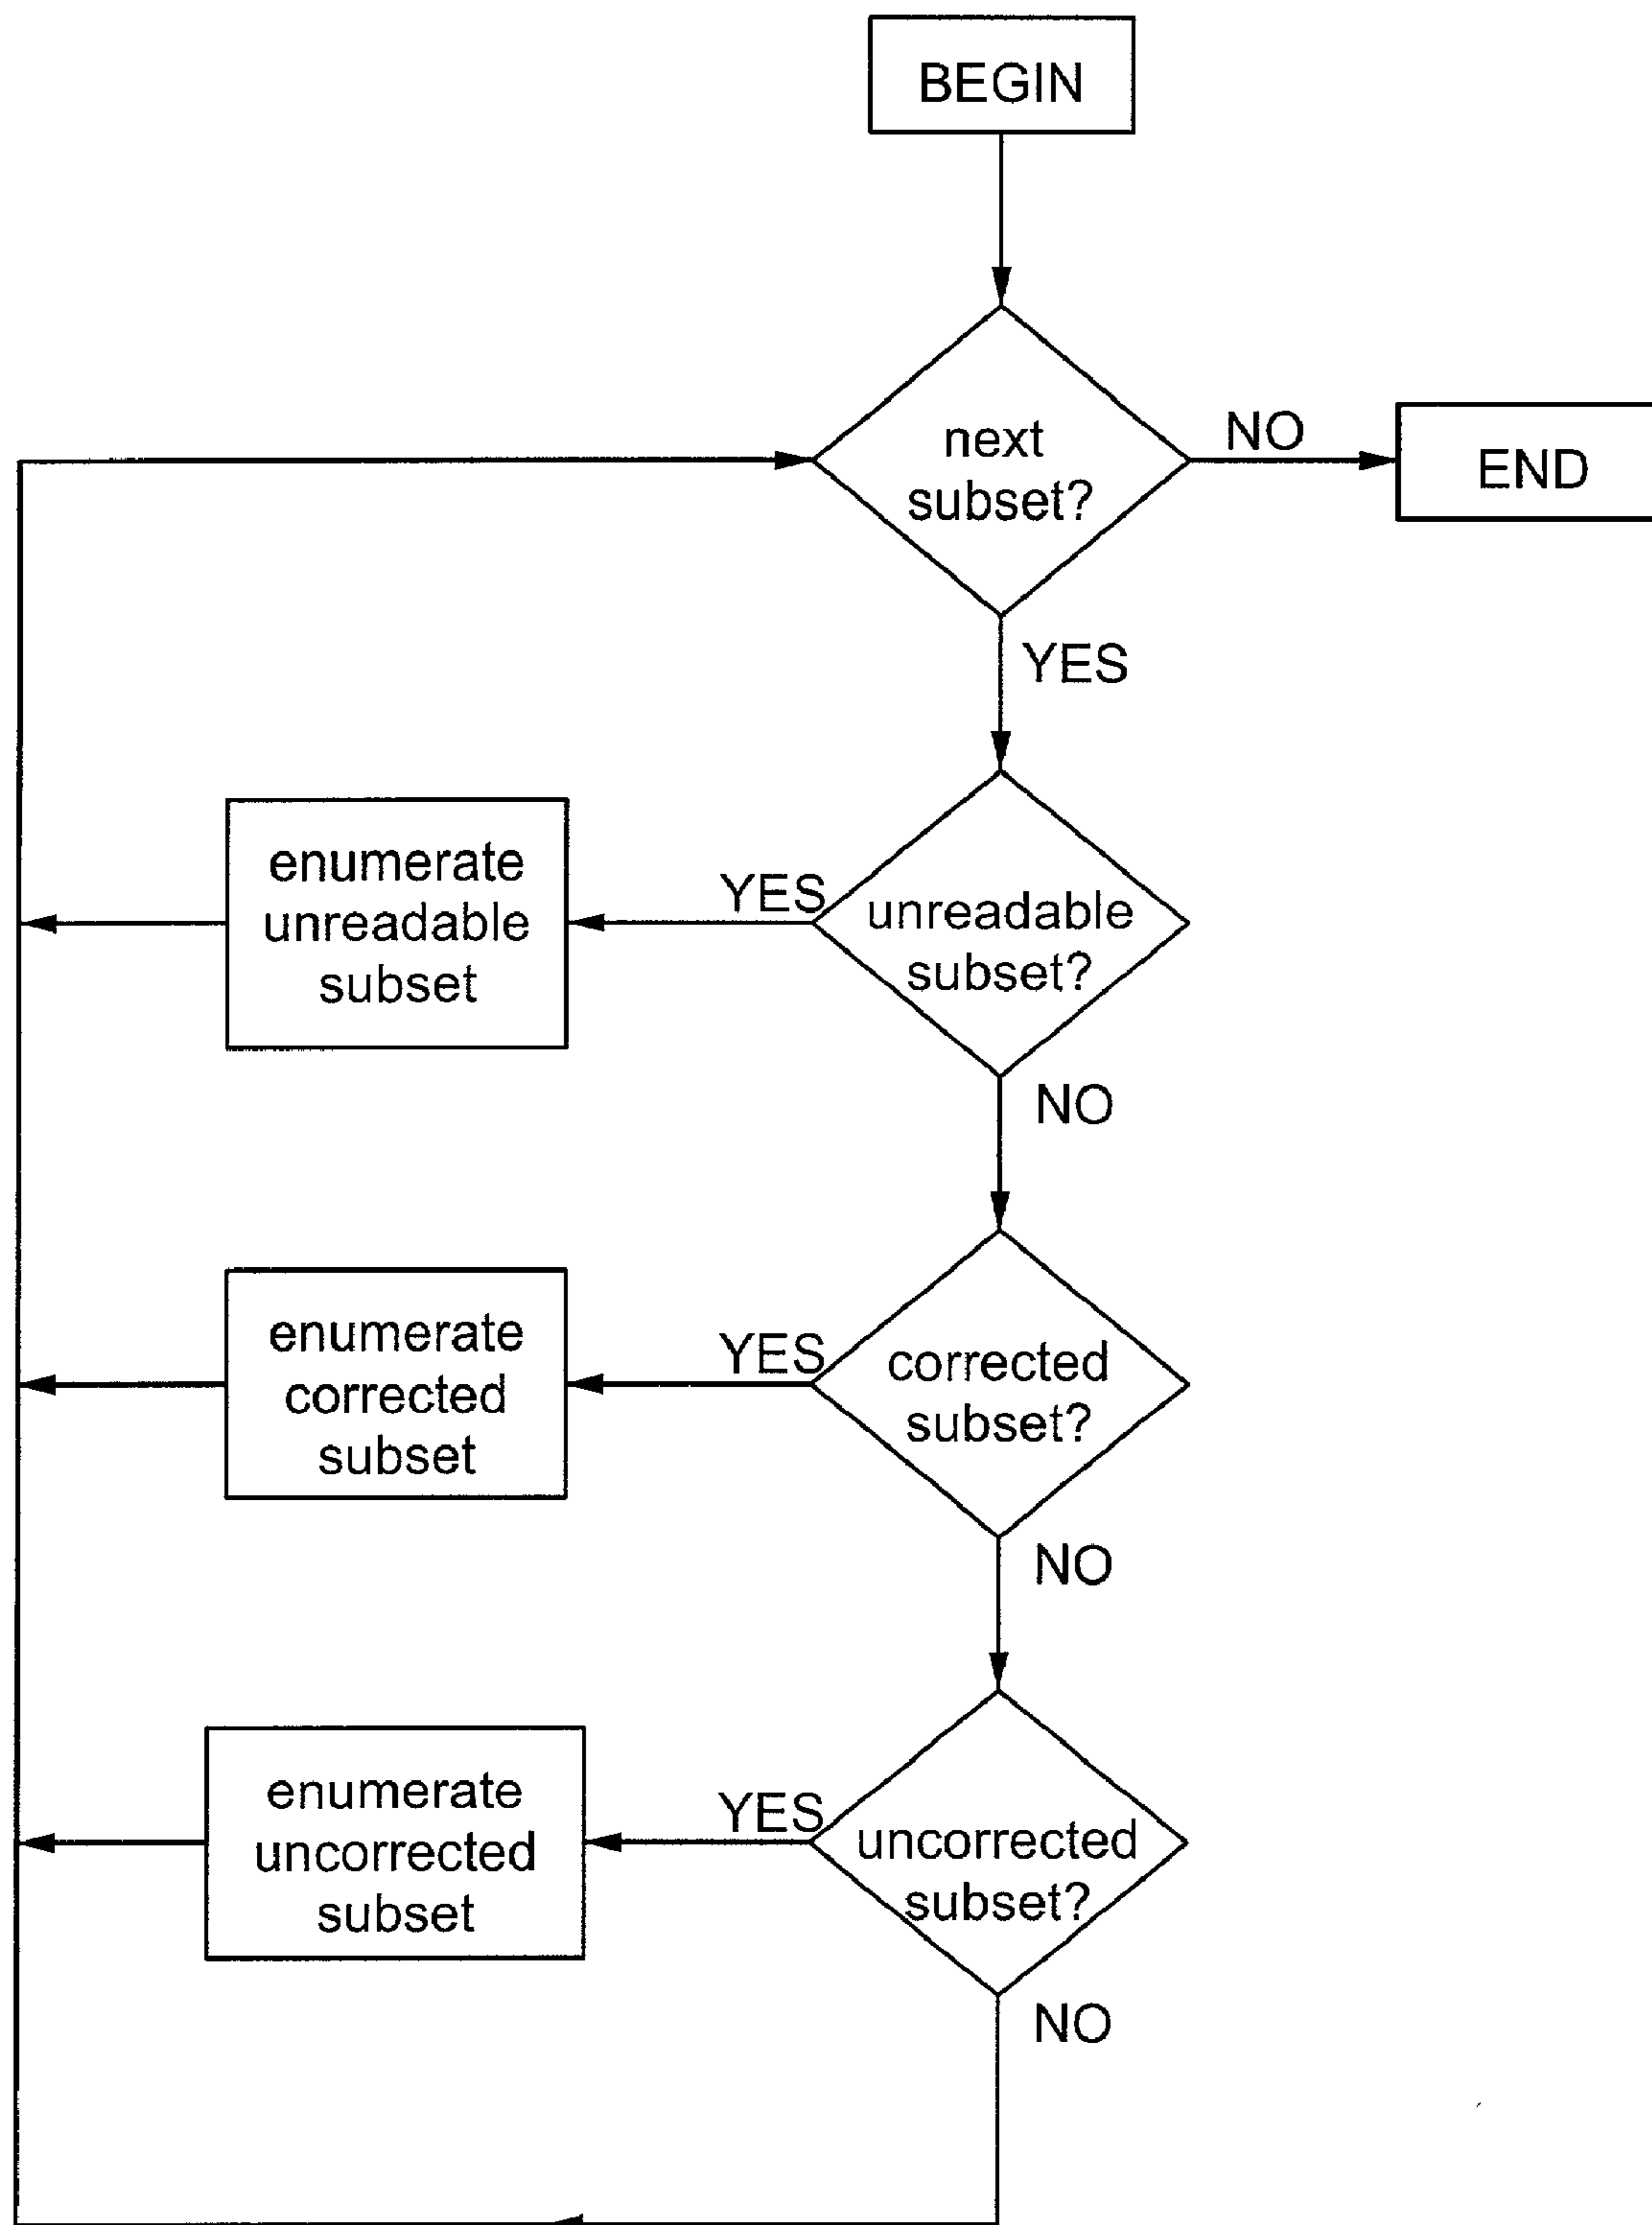 BEGIN
next
subset?
NO
END
YES
enumerate
unreadable
subset
YES
unreadable
subset?
NO
enumerate
corrected
subset
YES
corrected
subset?
NO
enumerate
uncorrected
subset
YES
uncorrected
subset?
NO